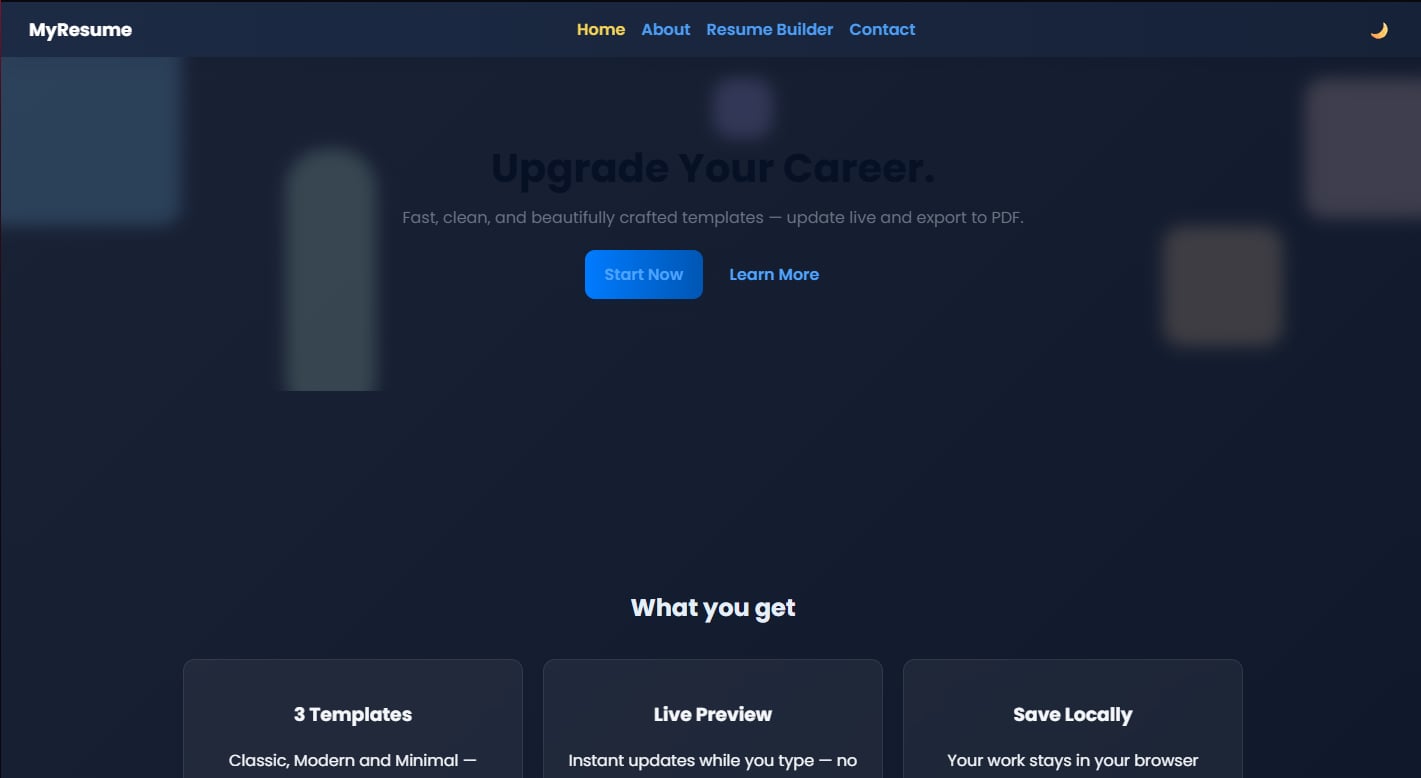 MyResume
Home About Resume Builder Contact
Upgrade Your Career.
Fast, clean, and beautifully crafted templates — update live and export to PDF.
Start Now Learn More
What you get
3 Templates Live Preview Save Locally
Classic, Modern and Minimal — Instant updates while you type — no Your work stays in your browser